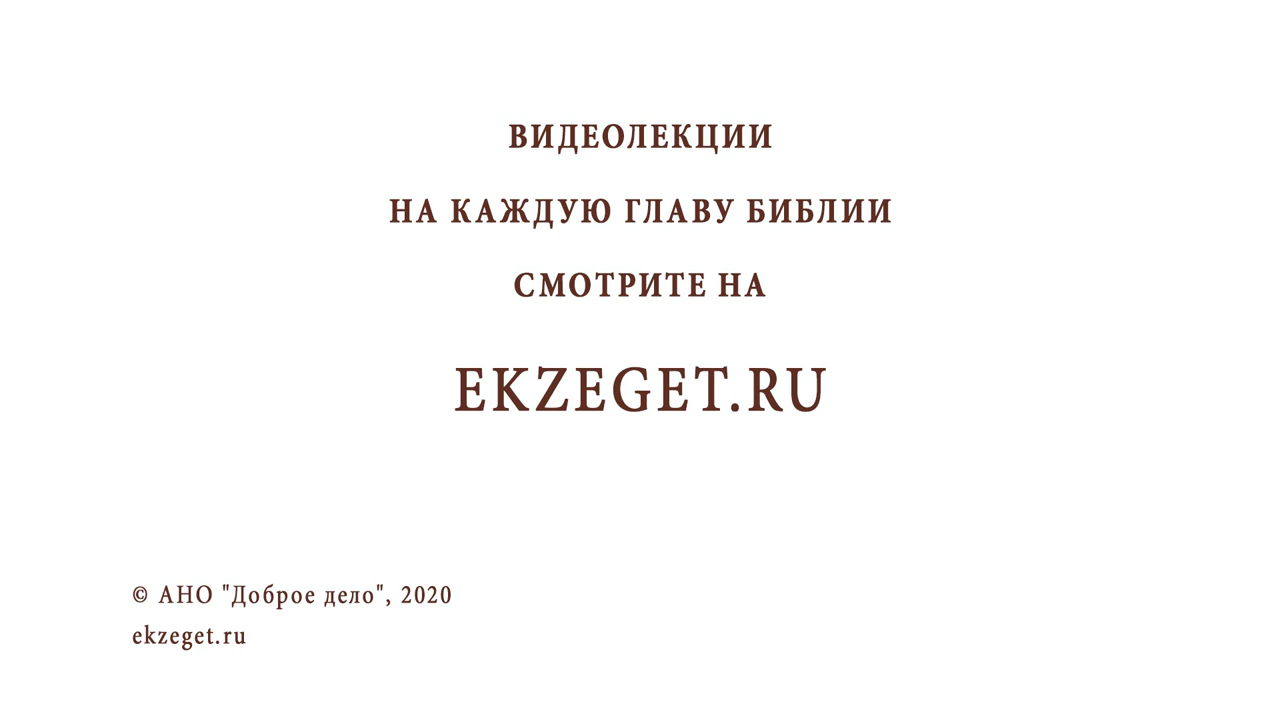 ВИДЕОЛЕКЦИИ
НА КАЖДУЮ ГЛАВУ БИБЛИИ
СМОТРИТЕ НА
EKZEGET.RU
© АНО "Доброе дело", 2020
ekzeget.ru